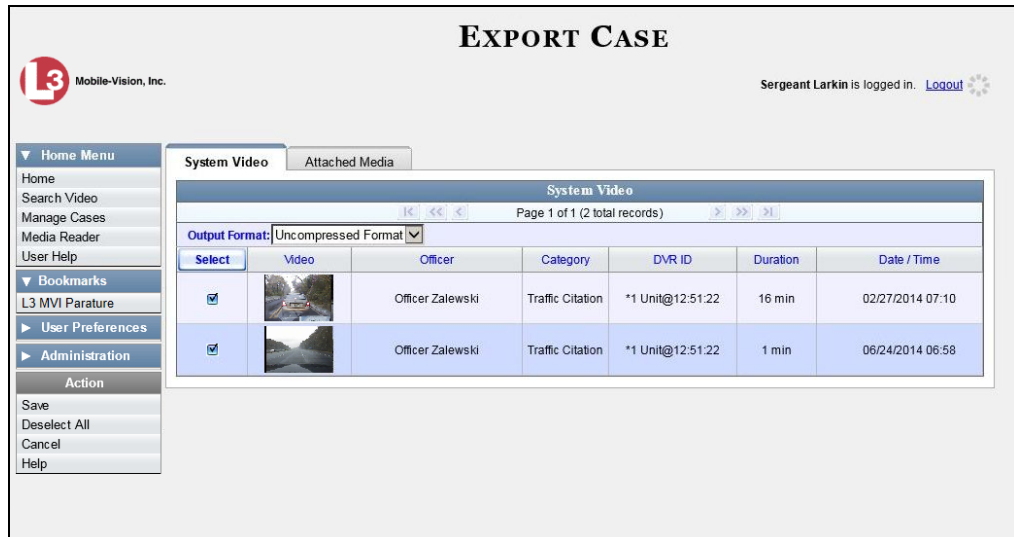 EXPORT CASE
L3 Mobile-Vision, Inc.
Sergeant Larkin is logged in. Logout
Home Menu
Home
Search Video
Manage Cases
Media Reader
User Help
Bookmarks
L3 MVI Parature
User Preferences
Administration
Action
Save
Deselect All
Cancel
Help
System Video Attached Media
System Video
Page 1 of 1 (2 total records)
Output Format: Uncompressed Format
Select Video Officer Category DVR ID Duration Date / Time
Officer Zalewski Traffic Citation *1 Unit@12:51:22 16 min 02/27/2014 07:10
Officer Zalewski Traffic Citation *1 Unit@12:51:22 1 min 06/24/2014 06:58